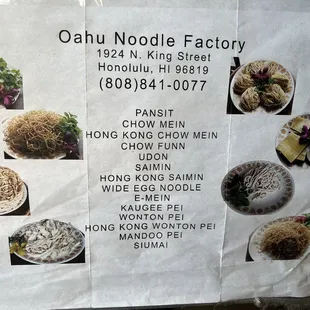 Oahu Noodle Factory
1924 N. King Street
Honolulu, HI 96819
(808)841-0077
PANSIT
CHOW MEIN
HONG KONG CHOW MEIN
CHOW FUNN
UDON
SAIMIN
HONG KONG SAIMIN
WIDE EGG NOODLE
E-MEIN
KAUGEE PEI
WONTON PEI
HONG KONG WONTON PEI
MANDOO PEI
SIUMAI